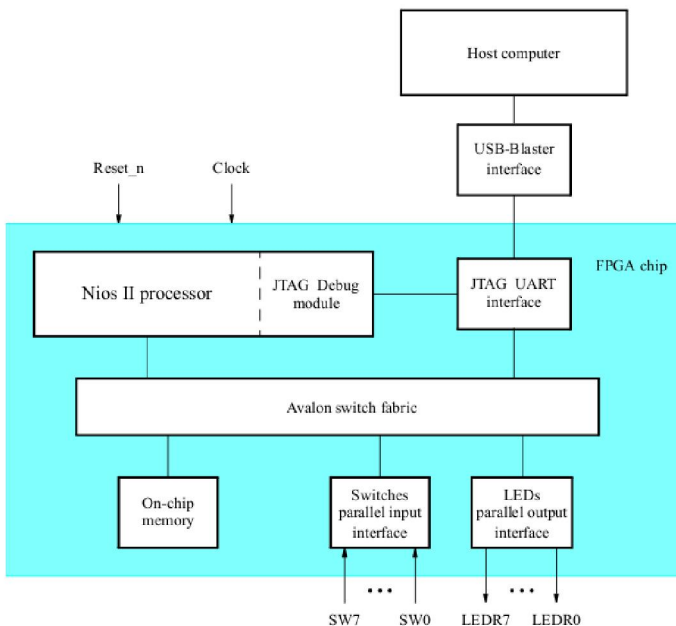 Host computer
USB-Blaster
interface
Reset_n
Clock
FPGA chip
Nios II processor
JTAG Debug
module
JTAG UART
interface
Avalon switch fabric
On-chip
memory
Switches
parallel input
interface
LEDs
parallel output
interface
SW7
SW0
LEDR7
LEDR0